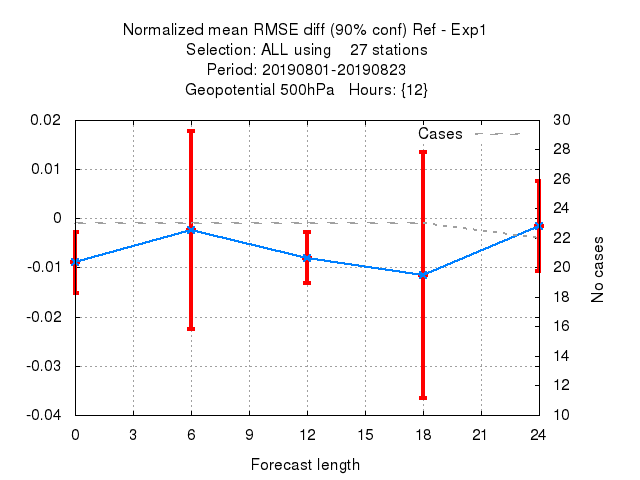 Normalized mean RMSE diff (90% conf) Ref - Exp1
Selection: ALL using    27 stations
Period: 20190801-20190823
Geopotential 500hPa   Hours: {12}
Cases
0.02
0.01
0
-0.01
-0.02
-0.03
-0.04
30
28
26
24
22
20
18
16
14
12
10
No cases
0 3 6 9 12 15 18 21 24
Forecast length